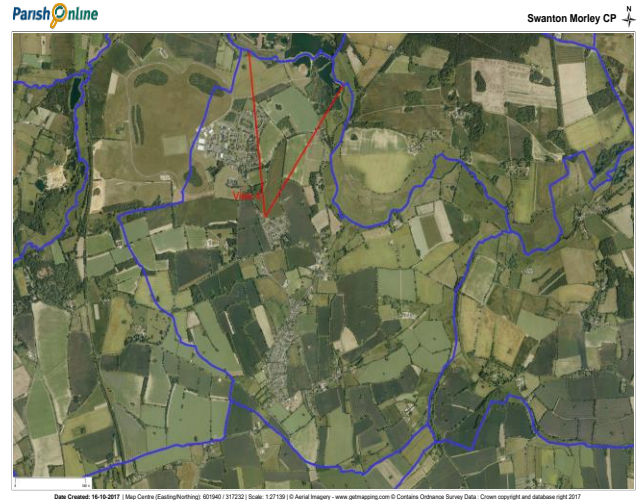 Parish Online
Swanton Morley CP
N
Date Created: 16-10-2017 | Map Centre (Easting/Northing): 601940 / 317232 | Scale: 1:27139 | © Aerial Imagery - www.getmapping.com © Contains Ordnance Survey Data : Crown copyright and database right 2017